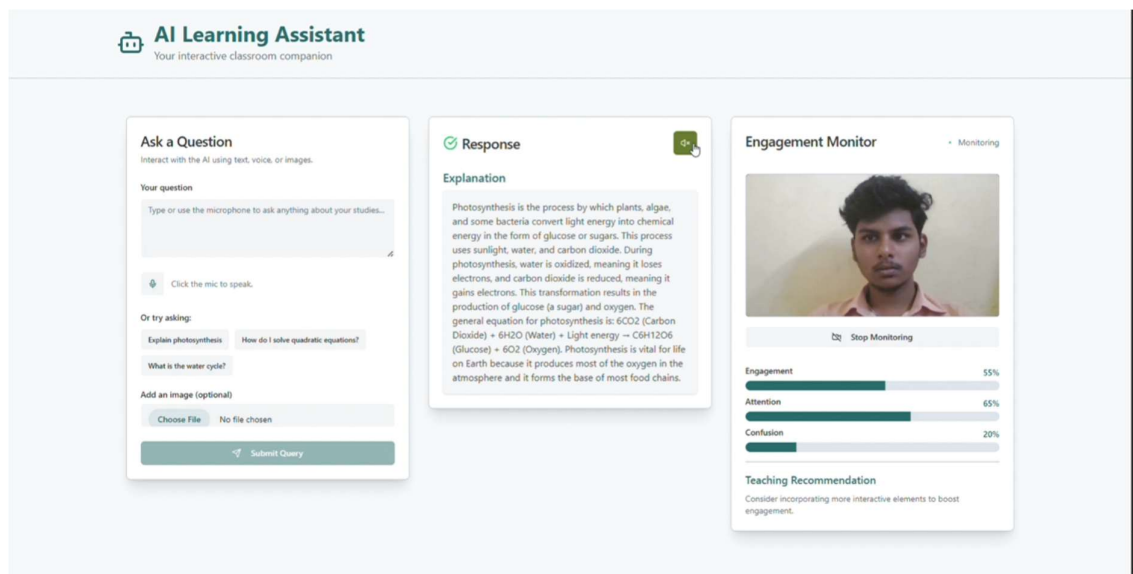 AI Learning Assistant
Your interactive classroom companion
Ask a Question
Interact with the AI using text, voice, or images.
Your question
Type or use the microphone to ask anything about your studies...
Click the mic to speak.
Or try asking:
Explain photosynthesis
How do I solve quadratic equations?
What is the water cycle?
Add an image (optional)
Choose File No file chosen
Submit Query
Response
Explanation
Photosynthesis is the process by which plants, algae,
and some bacteria convert light energy into chemical
energy in the form of glucose or sugars. This process
uses sunlight, water, and carbon dioxide. During
photosynthesis, water is oxidized, meaning it loses
electrons, and carbon dioxide is reduced, meaning it
gains electrons. This transformation results in the
production of glucose (a sugar) and oxygen. The
general equation for photosynthesis is: 6CO2 (Carbon
Dioxide) + 6H2O (Water) + Light energy → C6H12O6
(Glucose) + 6O2 (Oxygen). Photosynthesis is vital for life
on Earth because it produces most of the oxygen in the
atmosphere and it forms the base of most food chains.
Engagement Monitor
Monitoring
Stop Monitoring
Engagement 55%
Attention 65%
Confusion 20%
Teaching Recommendation
Consider incorporating more interactive elements to boost
engagement.